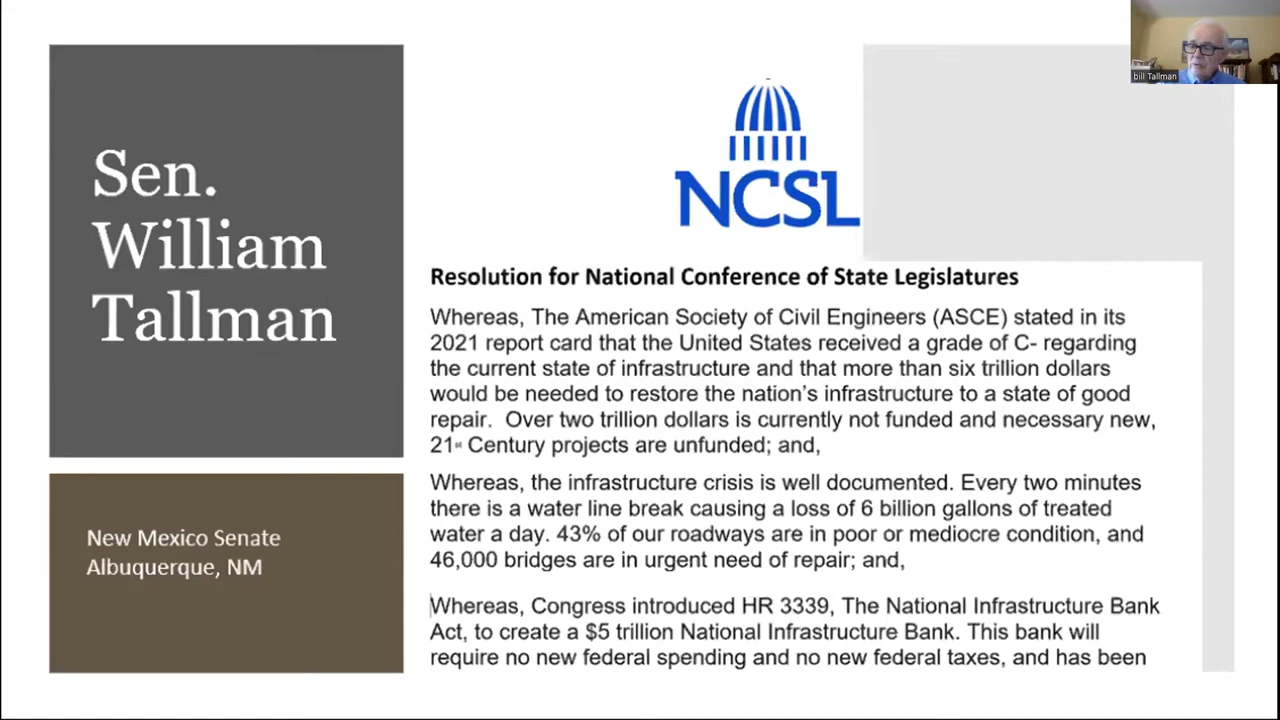 bill Tallman
Sen.
William
Tallman
New Mexico Senate
Albuquerque, NM
NCSL
Resolution for National Conference of State Legislatures
Whereas, The American Society of Civil Engineers (ASCE) stated in its
2021 report card that the United States received a grade of C- regarding
the current state of infrastructure and that more than six trillion dollars
would be needed to restore the nation’s infrastructure to a state of good
repair.  Over two trillion dollars is currently not funded and necessary new,
21st Century projects are unfunded; and,
Whereas, the infrastructure crisis is well documented. Every two minutes
there is a water line break causing a loss of 6 billion gallons of treated
water a day. 43% of our roadways are in poor or mediocre condition, and
46,000 bridges are in urgent need of repair; and,
Whereas, Congress introduced HR 3339, The National Infrastructure Bank
Act, to create a $5 trillion National Infrastructure Bank. This bank will
require no new federal spending and no new federal taxes, and has been